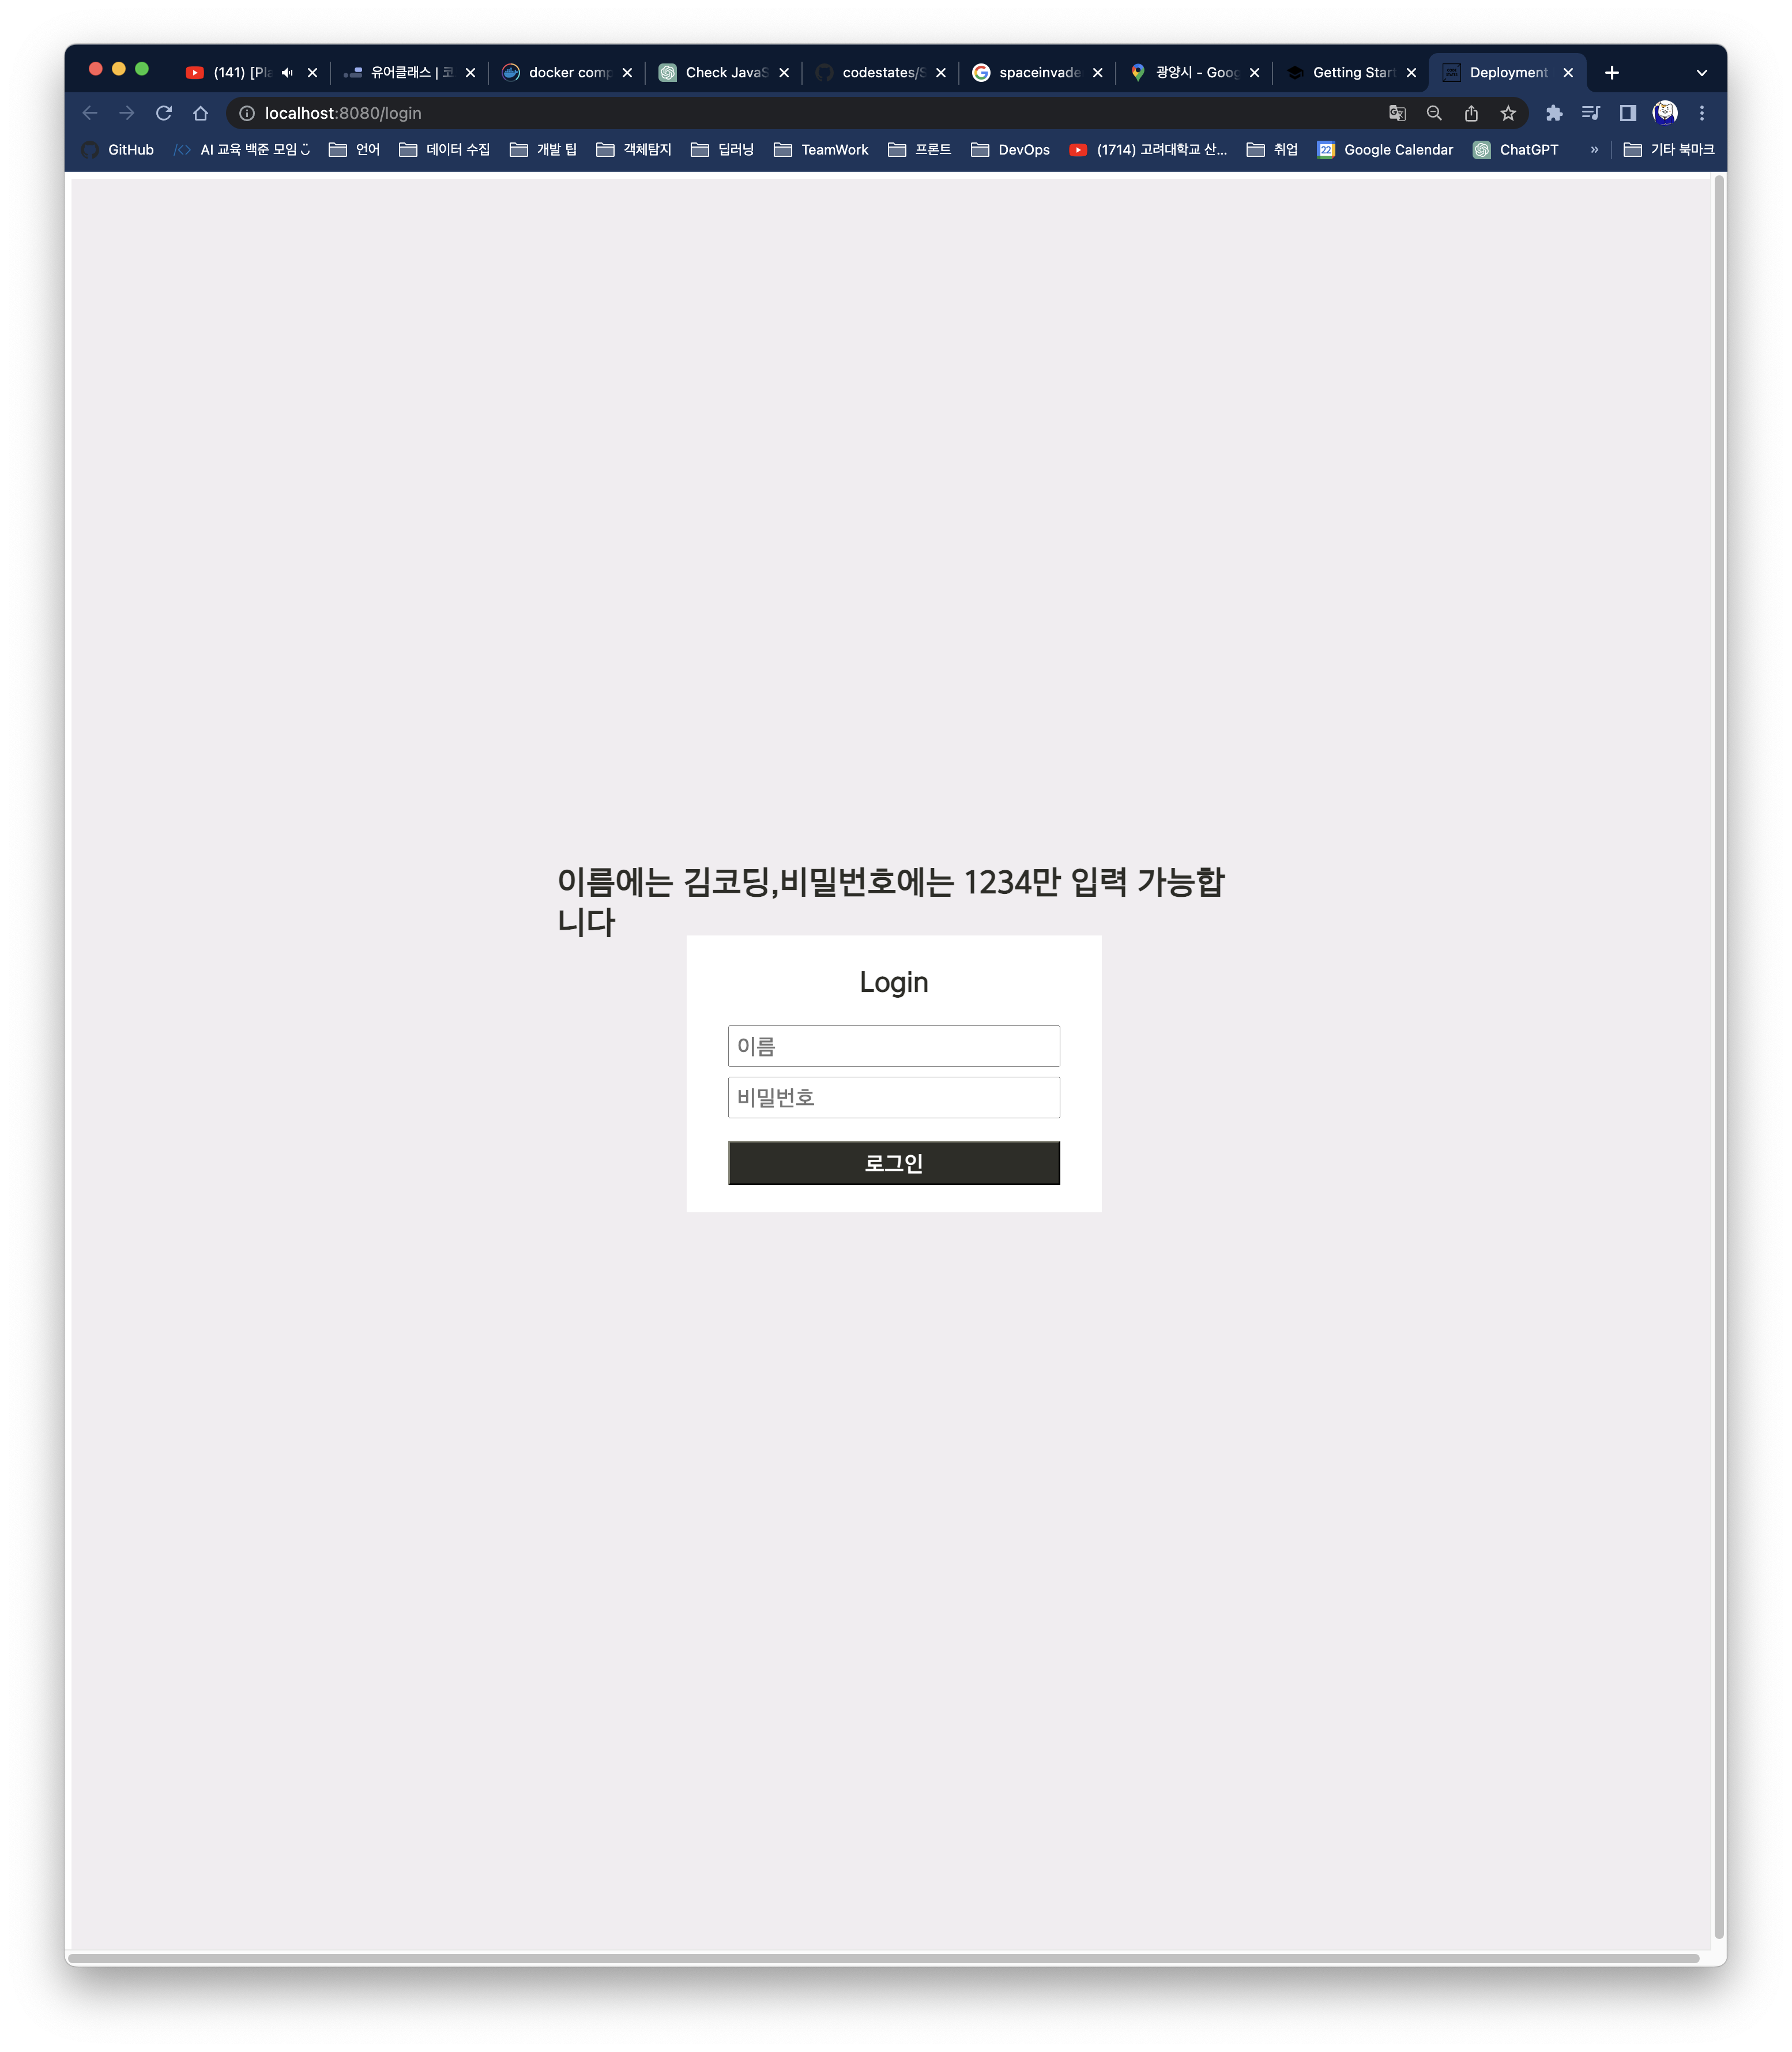 (141) [Pla
유어클래스 | 코
docker comp
Check JavaS
codestates/S
spaceinvade
광양시 - Goog
Getting Start
Deployment
localhost:8080/login
GitHub
AI 교육 백준 모임
언어
데이터 수집
개발 팁
객체탐지
딥러닝
TeamWork
프론트
DevOps
(1714) 고려대학교 산...
취업
22
Google Calendar
ChatGPT
»
기타 북마크
이름에는 김코딩,비밀번호에는 1234만 입력 가능합
니다
Login
이름
비밀번호
로그인